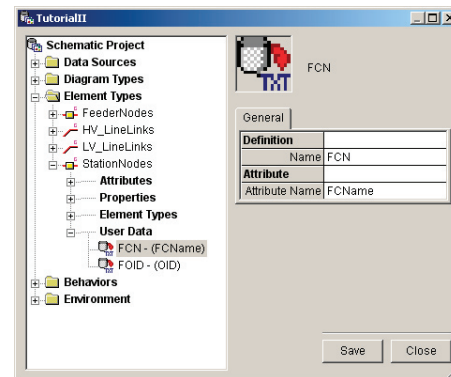 TutorialII
Schematic Project
Data Sources
Diagram Types
Element Types
FeederNodes
HV_LineLinks
LV_LineLinks
StationNodes
Attributes
Properties
Element Types
User Data
FCN - (FCName)
FOID - (OID)
Behaviors
Environment
TXT
FCN
General
Definition
Name FCN
Attribute
Attribute Name FCName
Save Close